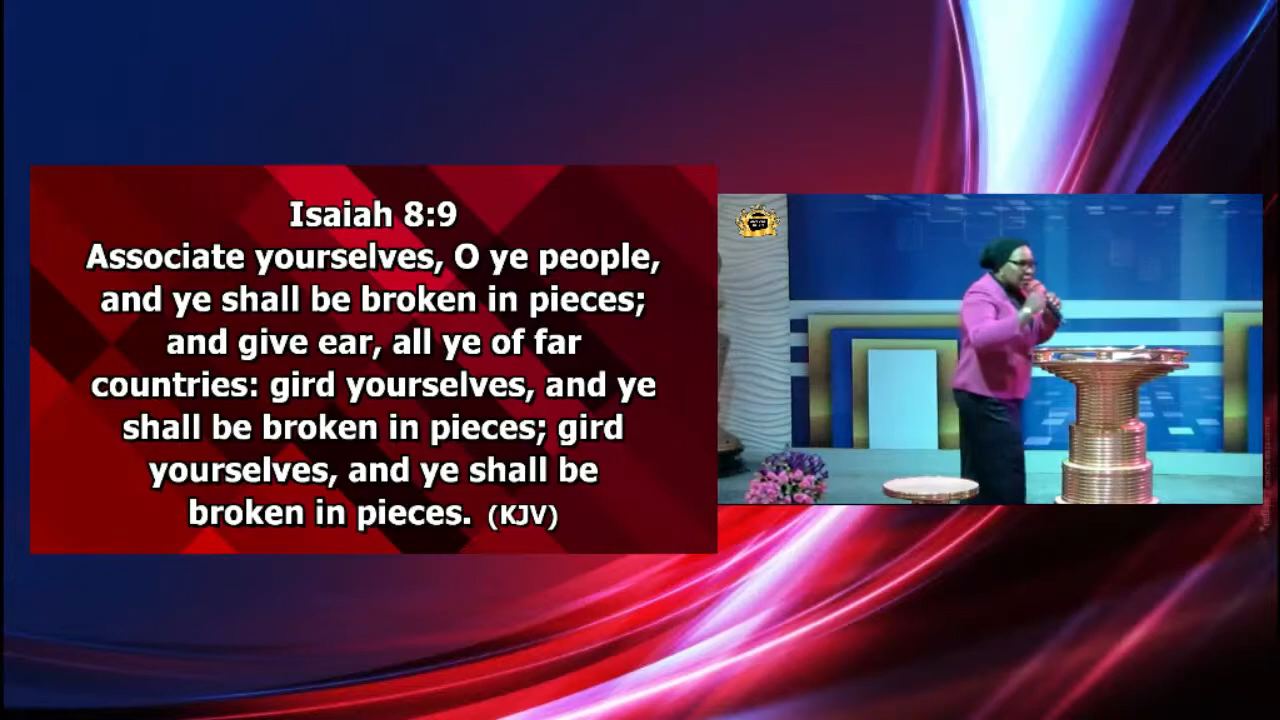 Isaiah 8:9
Associate yourselves, O ye people,
and ye shall be broken in pieces;
and give ear, all ye of far
countries: gird yourselves, and ye
shall be broken in pieces; gird
yourselves, and ye shall be
broken in pieces. (KJV)